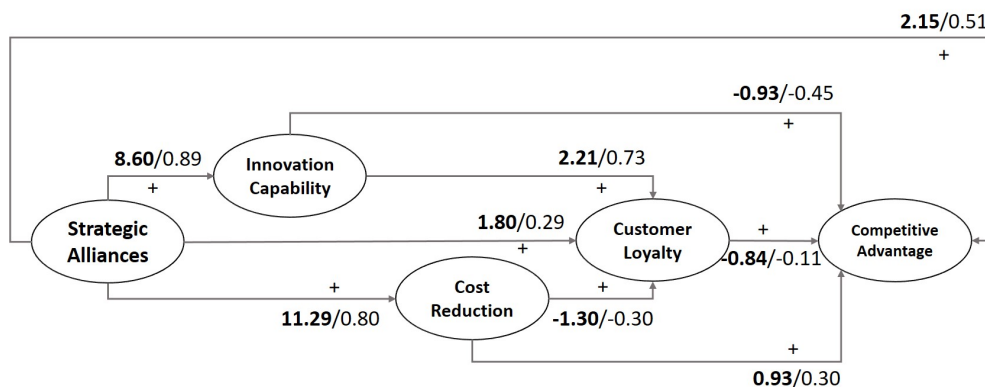 2.15/0.51
+
-0.93/-0.45
+
8.60/0.89
+
Innovation
Capability
2.21/0.73
+
Strategic
Alliances
1.80/0.29
+
Customer
Loyalty
+
-0.84/-0.11
Competitive
Advantage
+
11.29/0.80
Cost
Reduction
+
-1.30/-0.30
+
0.93/0.30